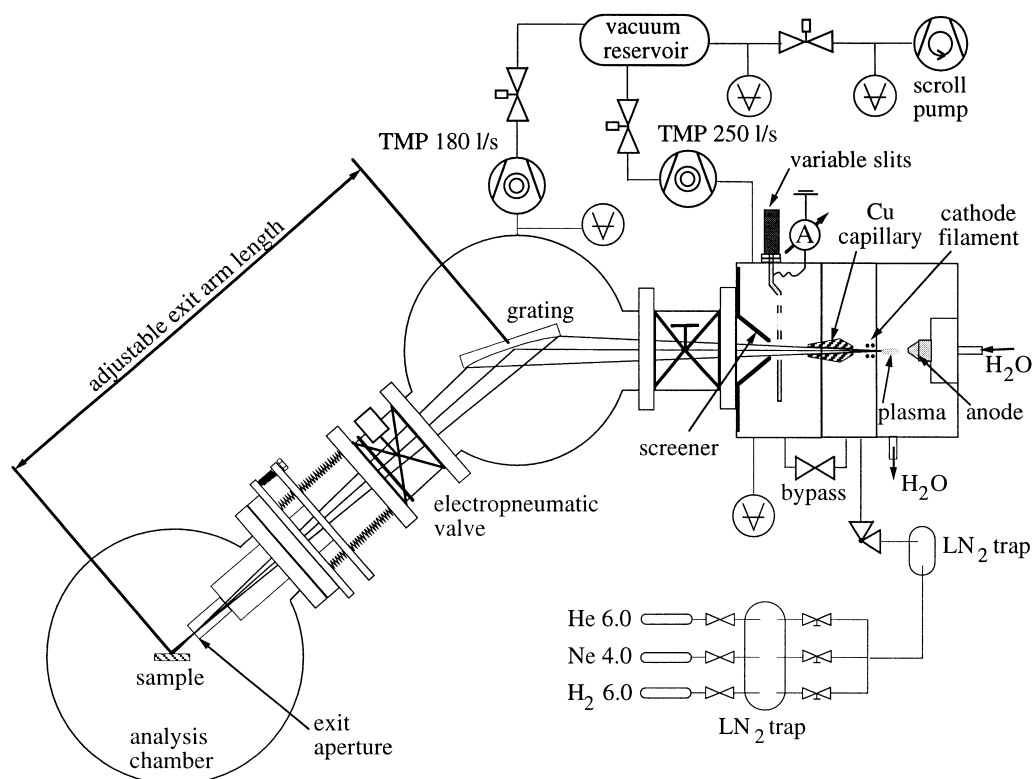 vacuum
reservoir
scroll
pump
TMP 180 l/s
TMP 250 l/s
variable slits
A
Cu
capillary
cathode
filament
adjustable exit arm length
grating
H2O
plasma
anode
screener
electropneumatic
valve
bypass
H2O
LN2 trap
He 6.0
Ne 4.0
H2 6.0
LN2 trap
sample
exit
aperture
analysis
chamber